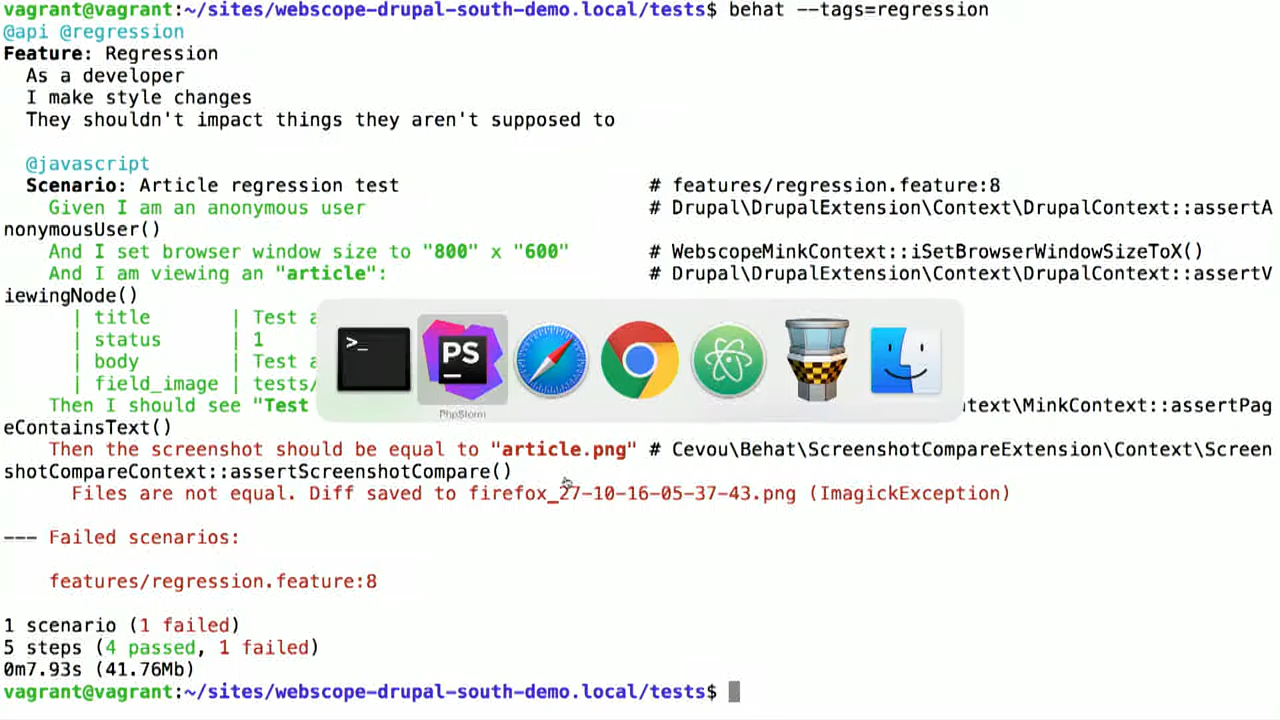 vagrant@vagrant:~/sites/webscope-drupal-south-demo.local/tests$ behat --tags=regression
@api @regression
Feature: Regression
As a developer
I make style changes
They shouldn't impact things they aren't supposed to
@javascript
Scenario: Article regression test # features/regression.feature:8
Given I am an anonymous user # Drupal\DrupalExtension\Context\DrupalContext::assertA
nonymousUser()
And I set browser window size to "800" x "600" # WebscopeMinkContext::iSetBrowserWindowSizeToX()
And I am viewing an "article": # Drupal\DrupalExtension\Context\DrupalContext::assertV
iewingNode()
| title | Test a
| status | 1
| body | Test a
| field_image | tests/
Then I should see "Test text\MinkContext::assertPag
eContainsText()
Then the screenshot should be equal to "article.png" # Cevou\Behat\ScreenshotCompareExtension\Context\Screen
shotCompareContext::assertScreenshotCompare()
Files are not equal. Diff saved to firefox_27-10-16-05-37-43.png (ImagickException)
--- Failed scenarios:
features/regression.feature:8
1 scenario (1 failed)
5 steps (4 passed, 1 failed)
0m7.93s (41.76Mb)
vagrant@vagrant:~/sites/webscope-drupal-south-demo.local/tests$
>_
PS
PhpStorm